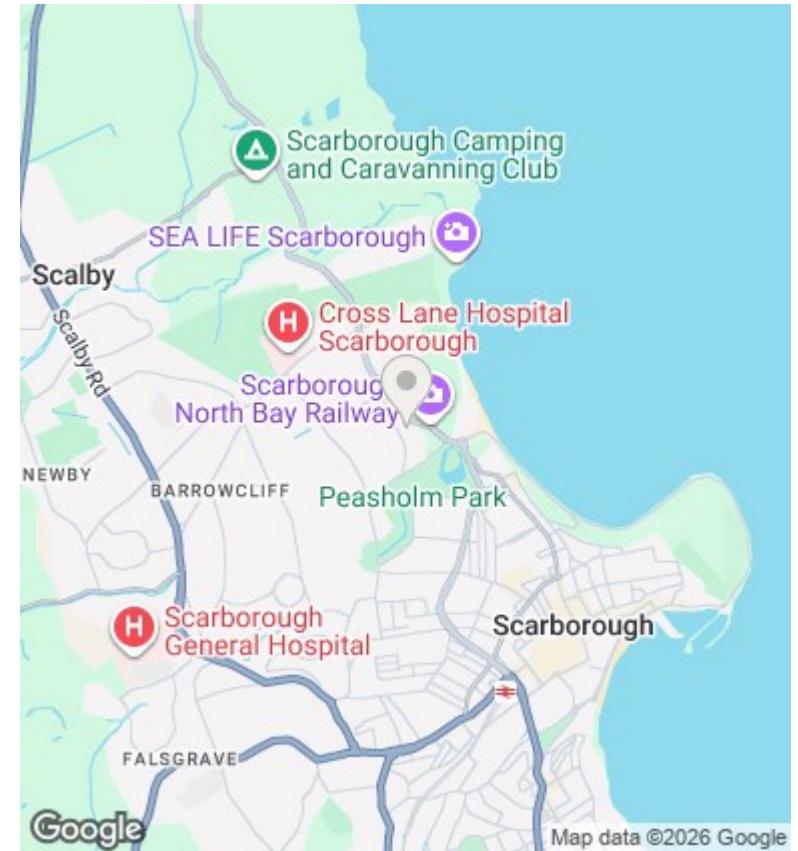 Scarborough Camping
and Caravanning Club
SEA LIFE Scarborough
Scalby
Cross Lane Hospital
Scarborough
Scalby Rd
Scaroroug
North Bay Railway
NEWBY
BARROWCLIFF
Peasholm Park
Scarborough
General Hospital
Scarborough
FALSGRAVE
Google
Map data ©2026 Google